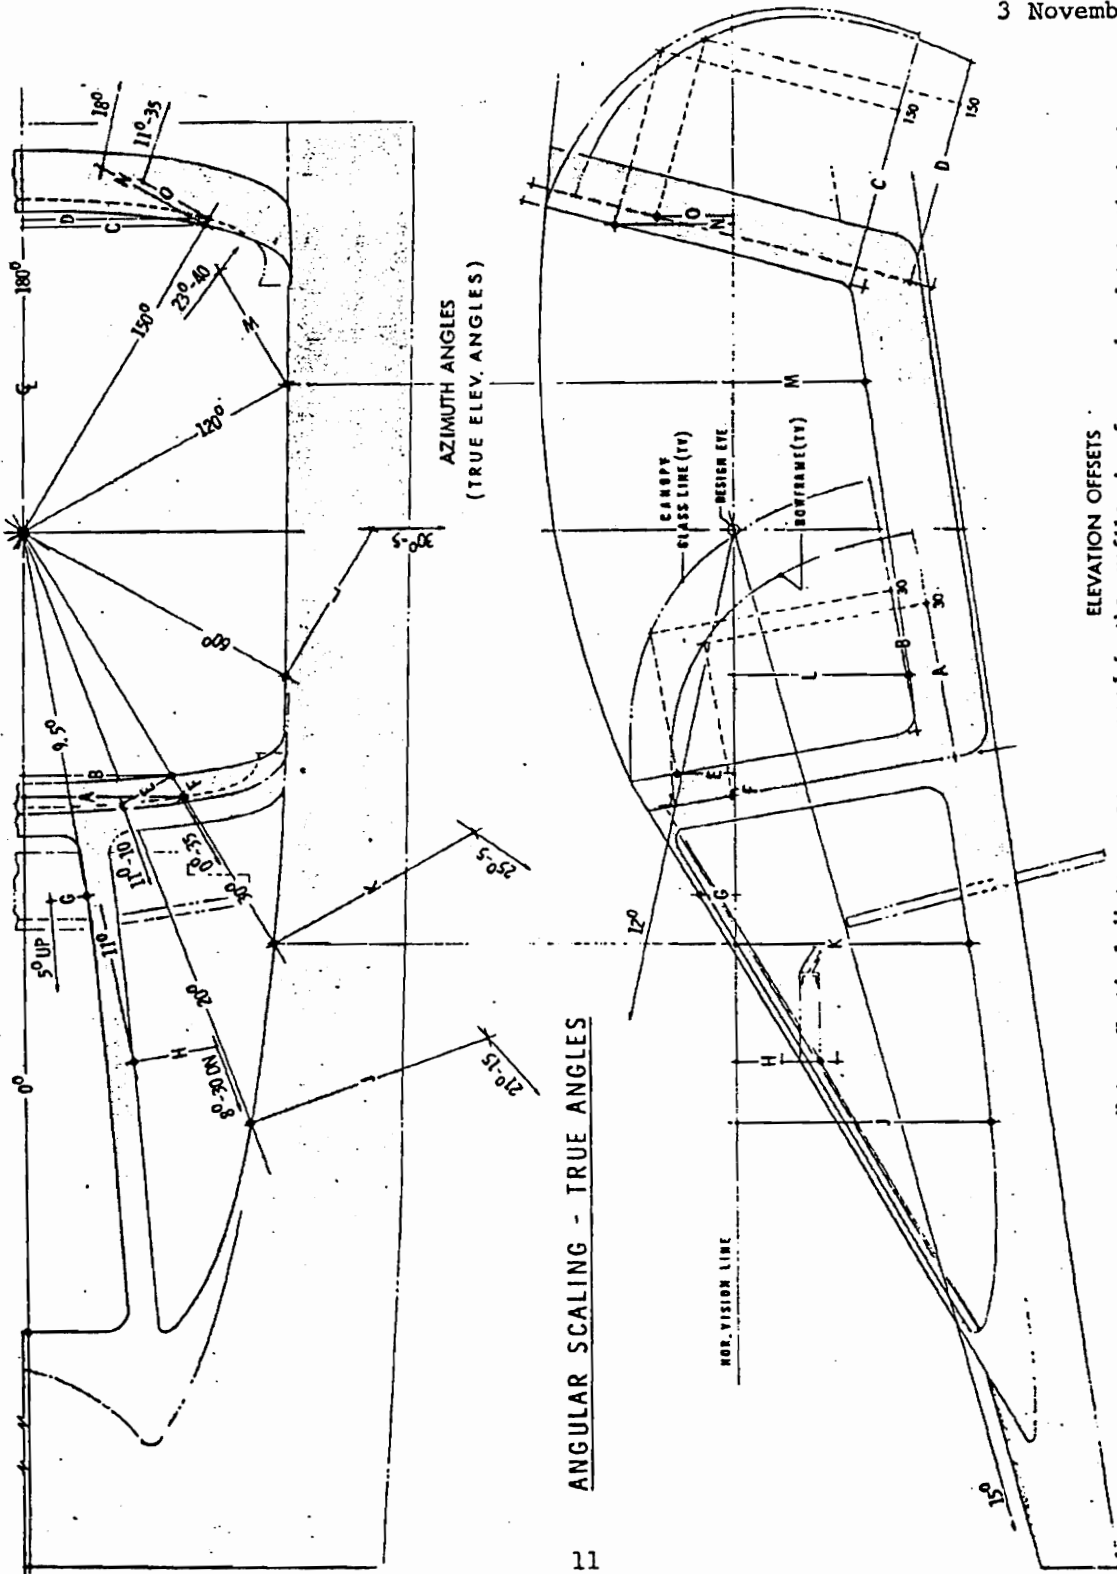 3 Novemb
18°
11°-35
N
O
D
C
180°
℄
150°
23°-40
M
120°
AZIMUTH ANGLES
(TRUE ELEV. ANGLES)
60°
L
30°-5
9.5°
B
A
E
F
11°-10
0°-35
30°
G
5° UP
11°
K
25°-5
20°
H
8°-30 DN
J
21°-15
0°
ANGULAR SCALING - TRUE ANGLES
150
150
C
D
O
N
M
CANOPY
GLASS LINE (TV)
DESIGN EYE
BOWFRAME (TV)
30
30
B
A
L
E
F
G
12°
K
H
J
HOR. VISION LINE
15°
ELEVATION OFFSETS
11